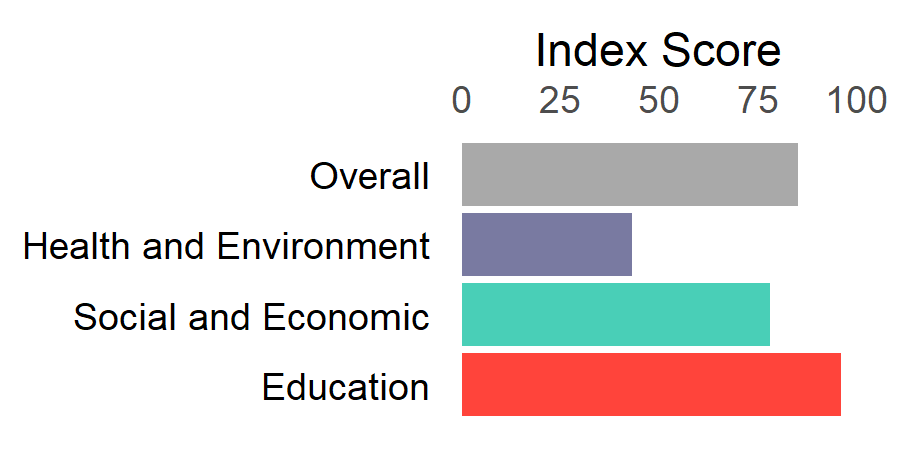 Index Score
0 25 50 75 100
Overall
Health and Environment
Social and Economic
Education